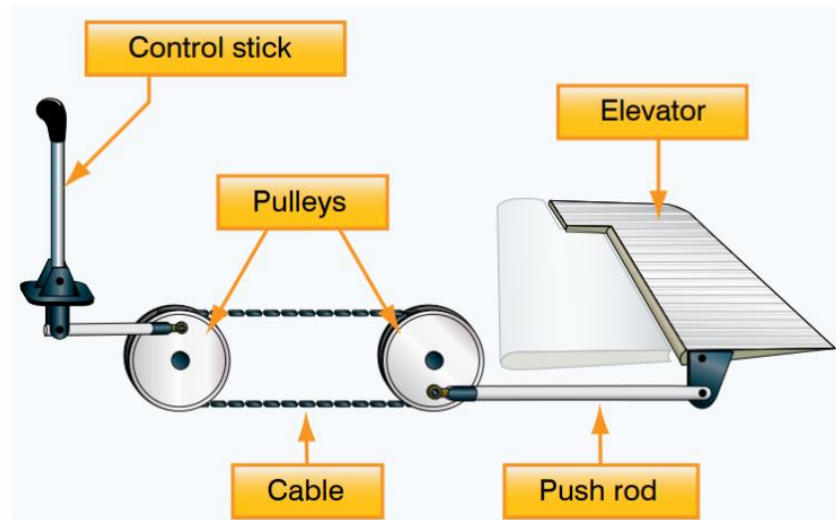 Control stick
Elevator
Pulleys
Cable
Push rod